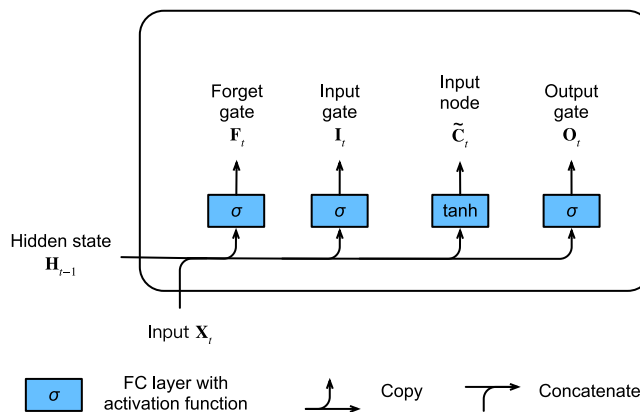 Forget
gate
F_t
Input
gate
I_t
Input
node
C̃_t
Output
gate
O_t
σ
σ
tanh
σ
Hidden state
H_{t−1}
Input X_t
σ
FC layer with
activation function
Copy
Concatenate